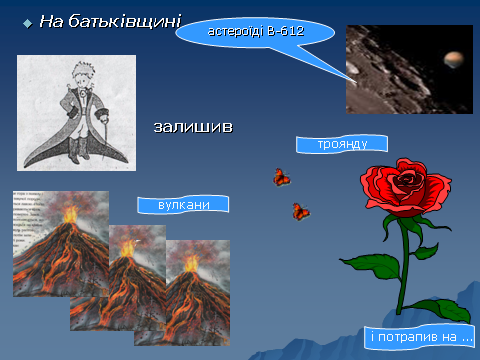 На батьківщині
астероїді В-612
залишив
троянду
вулкани
і потрапив на ...